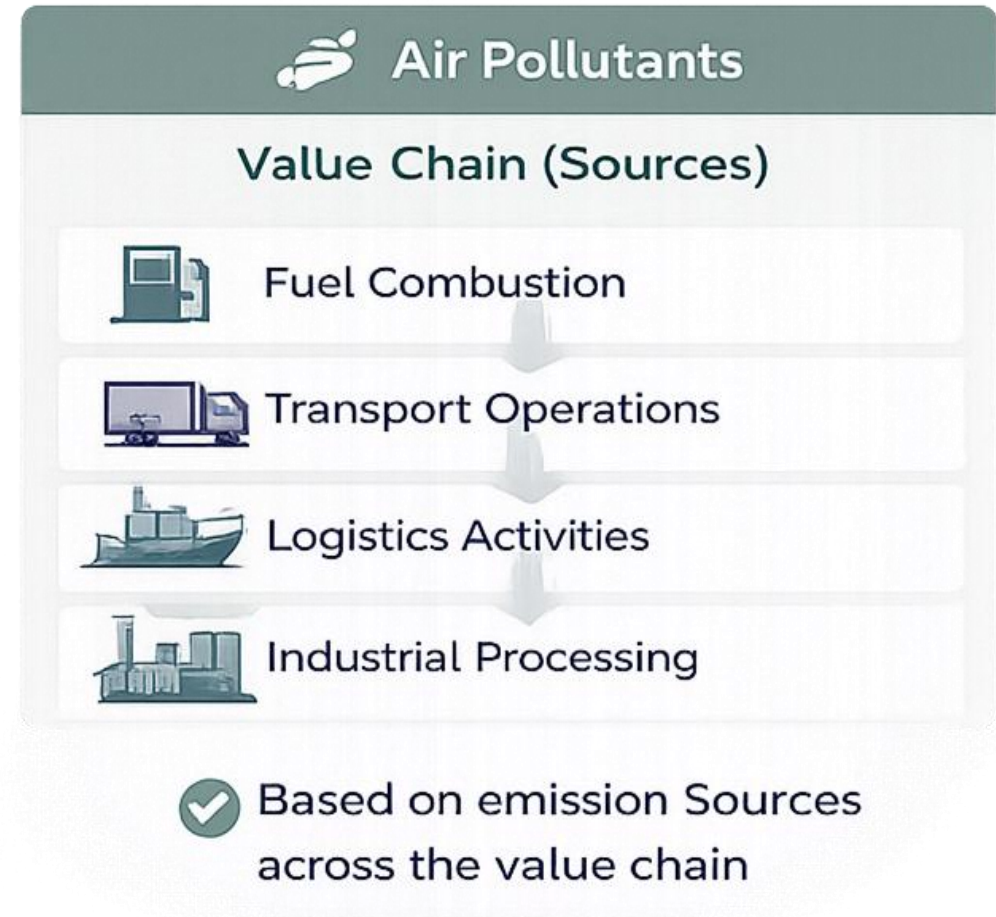 Air Pollutants
Value Chain (Sources)
Fuel Combustion
Transport Operations
Logistics Activities
Industrial Processing
Based on emission Sources
across the value chain